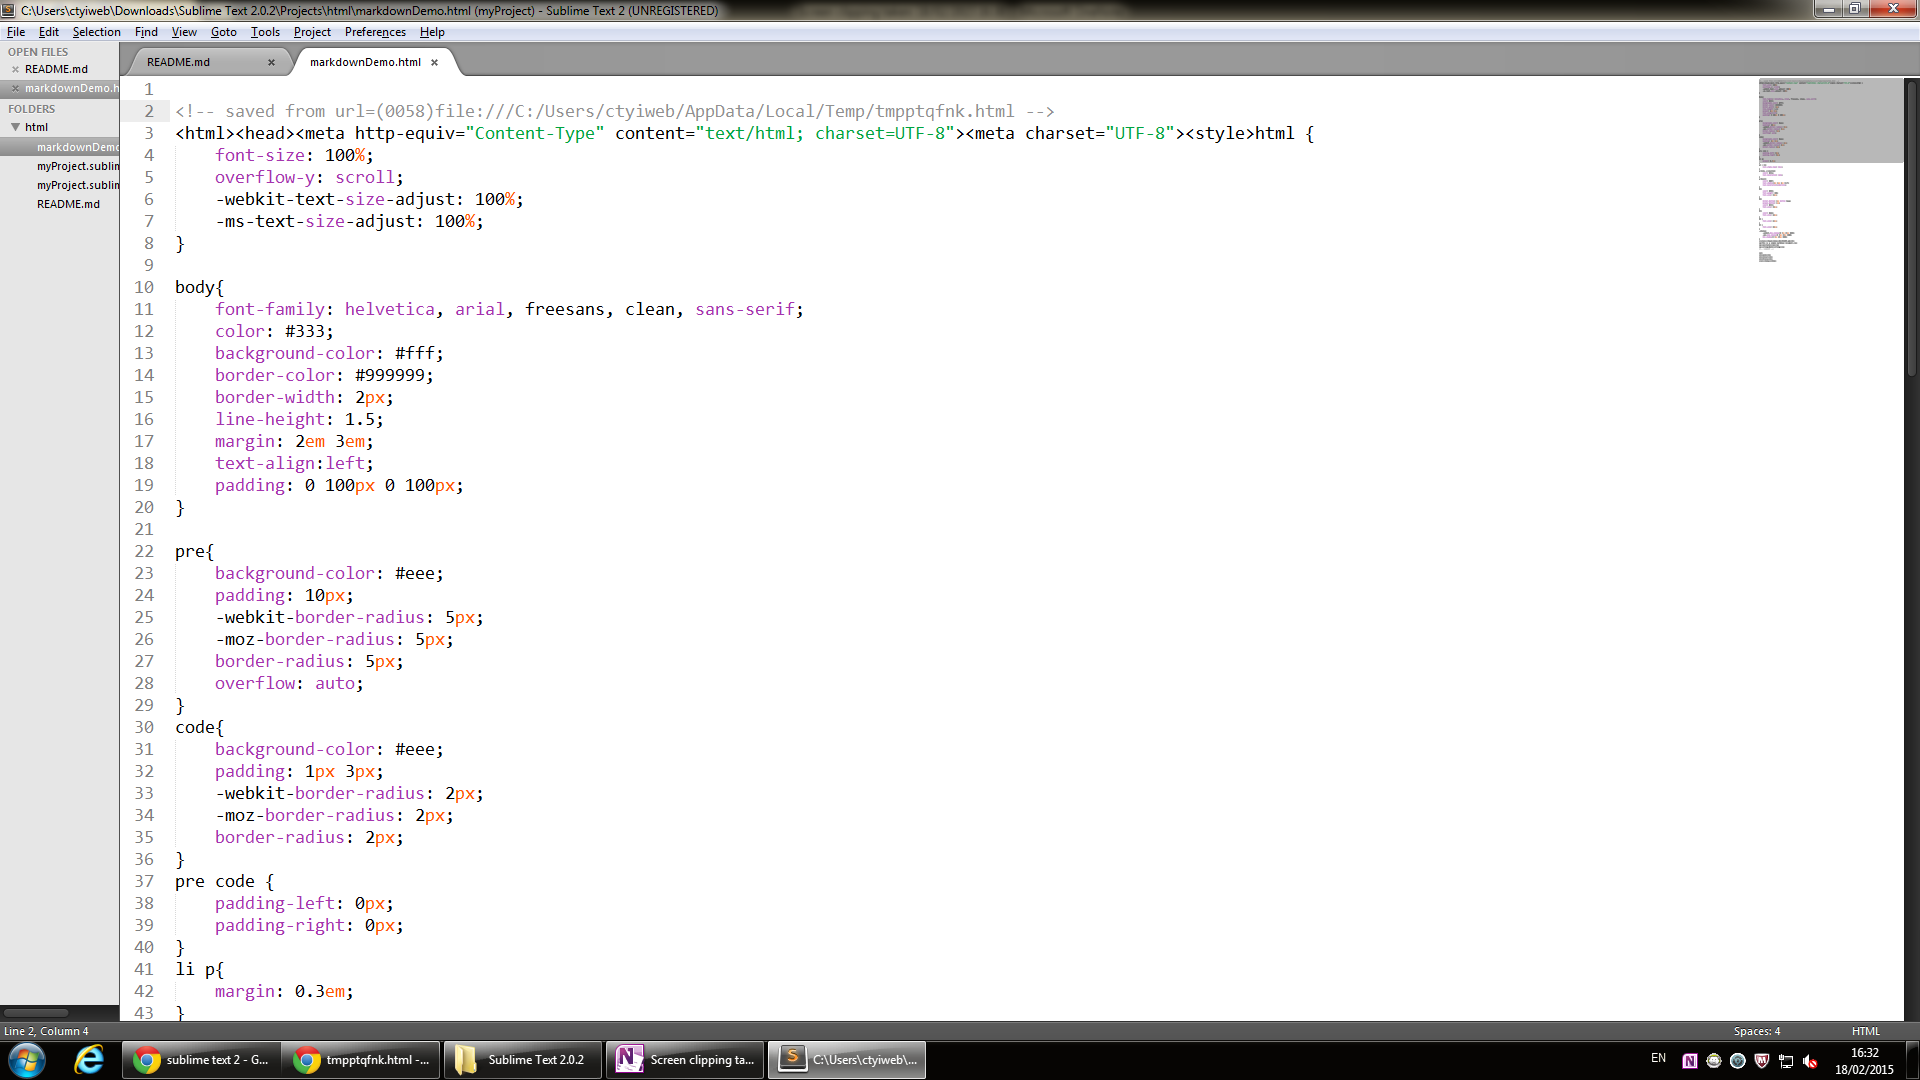 C:\Users\ctyiweb\Downloads\Sublime Text 2.0.2\Projects\html\markdownDemo.html (myProject) - Sublime Text 2 (UNREGISTERED)
File Edit Selection Find View Goto Tools Project Preferences Help
OPEN FILES
README.md
markdownDemo.h
FOLDERS
html
markdownDemo
myProject.sublim
myProject.sublim
README.md
README.md markdownDemo.html
1
2 <!-- saved from url=(0058)file:///C:/Users/ctyiweb/AppData/Local/Temp/tmpptqfnk.html -->
3 <html><head><meta http-equiv="Content-Type" content="text/html; charset=UTF-8"><meta charset="UTF-8"><style>html {
4 font-size: 100%;
5 overflow-y: scroll;
6 -webkit-text-size-adjust: 100%;
7 -ms-text-size-adjust: 100%;
8 }
9
10 body{
11 font-family: helvetica, arial, freesans, clean, sans-serif;
12 color: #333;
13 background-color: #fff;
14 border-color: #999999;
15 border-width: 2px;
16 line-height: 1.5;
17 margin: 2em 3em;
18 text-align:left;
19 padding: 0 100px 0 100px;
20 }
21
22 pre{
23 background-color: #eee;
24 padding: 10px;
25 -webkit-border-radius: 5px;
26 -moz-border-radius: 5px;
27 border-radius: 5px;
28 overflow: auto;
29 }
30 code{
31 background-color: #eee;
32 padding: 1px 3px;
33 -webkit-border-radius: 2px;
34 -moz-border-radius: 2px;
35 border-radius: 2px;
36 }
37 pre code {
38 padding-left: 0px;
39 padding-right: 0px;
40 }
41 li p{
42 margin: 0.3em;
43 }
Line 2, Column 4 Spaces: 4 HTML
sublime text 2 - G... tmpptqfnk.html -... Sublime Text 2.0.2 Screen clipping ta... C:\Users\ctyiweb\... EN 16:32
18/02/2015